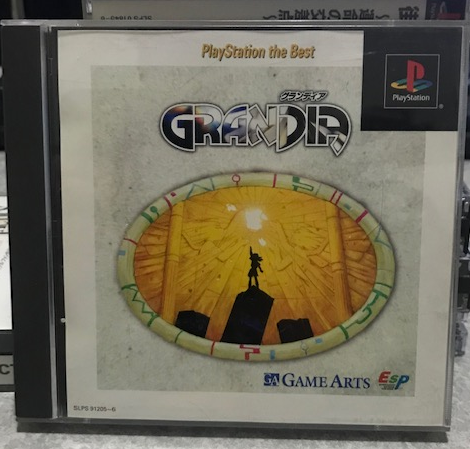 PlayStation the Best
PlayStation
グランディア
GRANDIA
GAME ARTS
ESP
SLPS 91205~6